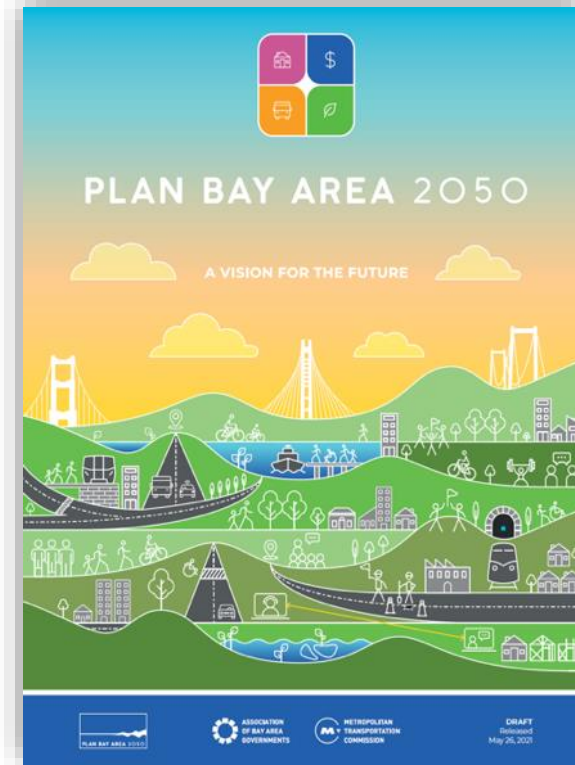 $
PLAN BAY AREA 2050
A VISION FOR THE FUTURE
PLAN BAY AREA 2050
ASSOCIATION
OF BAY AREA
GOVERNMENTS
M
METROPOLITAN
TRANSPORTATION
COMMISSION
DRAFT
Released
May 26, 2021